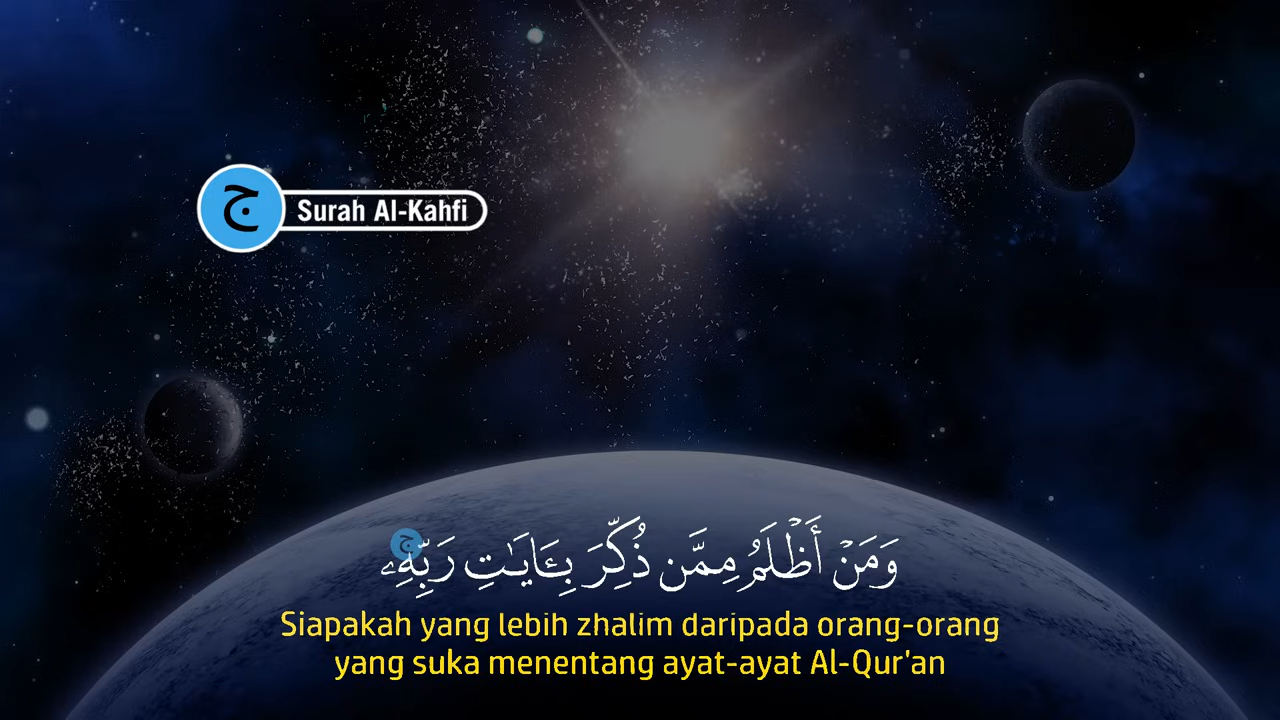 ج
Surah Al-Kahfi
وَمَنْ أَظْلَمُ مِمَّن ذُكِّرَ بِـَٔايَـٰتِ رَبِّهِۦ ج
Siapakah yang lebih zhalim daripada orang-orang
yang suka menentang ayat-ayat Al-Qur'an